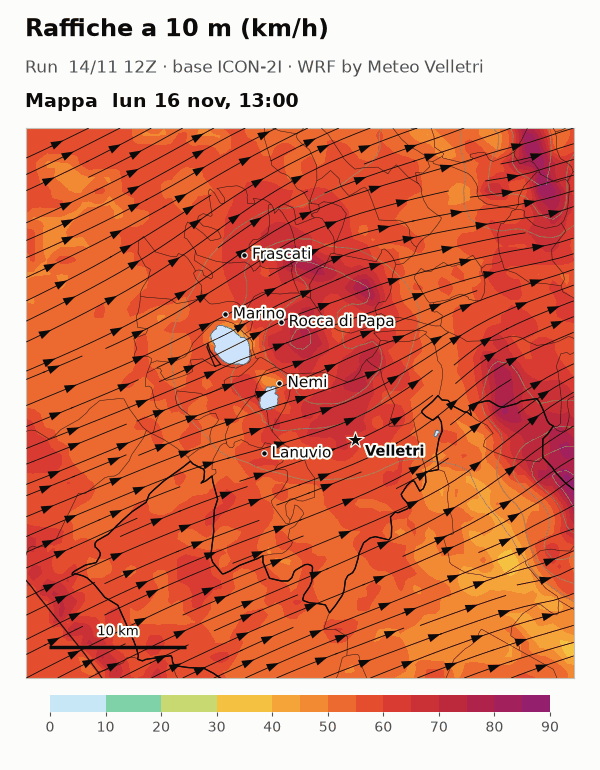 Raffiche a 10 m (km/h)
Run 14/11 12Z · base ICON-2I · WRF by Meteo Velletri
Mappa lun 16 nov, 13:00
Frascati
Marino
Rocca di Papa
Nemi
Lanuvio
Velletri
10 km
0 10 20 30 40 50 60 70 80 90